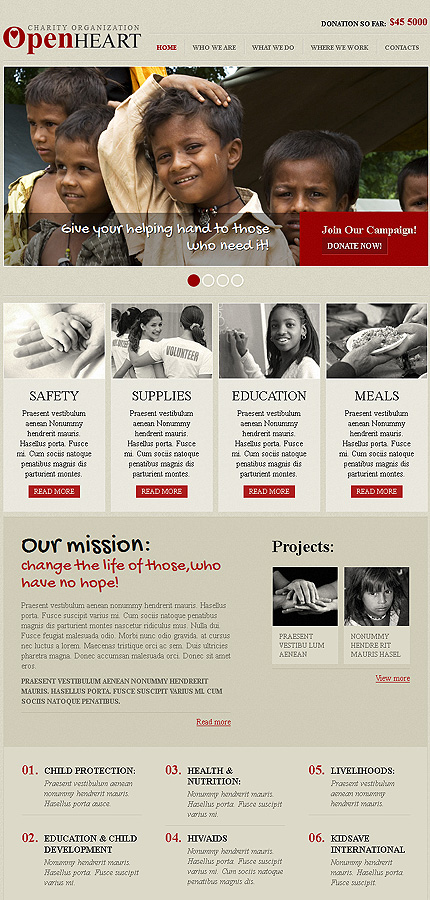 CHARITY ORGANIZATION
OpenHEART
DONATION SO FAR: $45 5000
HOME WHO WE ARE WHAT WE DO WHERE WE WORK CONTACTS
Give your helping hand to those
who need it!
Join Our Campaign!
DONATE NOW!
VOLUNTEER
SAFETY
Praesent vestibulum
aenean Nonummy
hendrerit mauris.
Hasellus porta. Fusce
mi. Cum sociis natoque
penatibus magnis dis
parturient montes.
READ MORE
SUPPLIES
Praesent vestibulum
aenean Nonummy
hendrerit mauris.
Hasellus porta. Fusce
mi. Cum sociis natoque
penatibus magnis dis
parturient montes.
READ MORE
EDUCATION
Praesent vestibulum
aenean Nonummy
hendrerit mauris.
Hasellus porta. Fusce
mi. Cum sociis natoque
penatibus magnis dis
parturient montes.
READ MORE
MEALS
Praesent vestibulum
aenean Nonummy
hendrerit mauris.
Hasellus porta. Fusce
mi. Cum sociis natoque
penatibus magnis dis
parturient montes.
READ MORE
Our mission:
change the life of those,who
have no hope!
Praesent vestibulum aenean nonummy hendrerit mauris. Hasellus
porta. Fusce suscipit varius mi. Cum sociis natoque penatibus
magnis dis parturient montes nascetur ridiculus mus. Nulla dui.
Fusce feugiat malesuada odio. Morbi nunc odio gravida. at cursus
nec luctus a lorem. Maecenas tristique orci ac sem. Duis ultricies
pharetra magna. Donec accumsan malesuada orci. Donec sit amet
eros.
PRAESENT VESTIBULUM AENEAN NONUMMY HENDRERIT
MAURIS. HASELLUS PORTA. FUSCE SUSCIPIT VARIUS MI. CUM
SOCIIS NATOQUE PENATIBUS.
Read more
Projects:
PRAESENT
VESTIBU LUM
AENEAN
NONUMMY
HENDRE RIT
MAURIS HASEL
View more
01. CHILD PROTECTION:
Praesent vestibulum aenean
nonummy hendrerit mauris.
Hasellus porta ausce.
03. HEALTH &
NUTRITION:
Nonummy hendrerit mauris.
Hasellus porta. Fusce suscipit
varius mi.
05. LIVELIHOODS:
Praesent vestibulum
aenean nonummy
hendrerit mauris.
02. EDUCATION & CHILD
DEVELOPMENT
Nonummy hendrerit mauris.
Hasellus porta. Fusce suscipit
varius mi.
04. HIV/AIDS
Nonummy hendrerit mauris.
Hasellus porta. Fusce suscipit
varius mi. Cum sociis natoque
penatibus magnis dis.
06. KIDSAVE
INTERNATIONAL
Nonummy hendrerit mauris.
Hasellus porta. Fusce
suscipit.